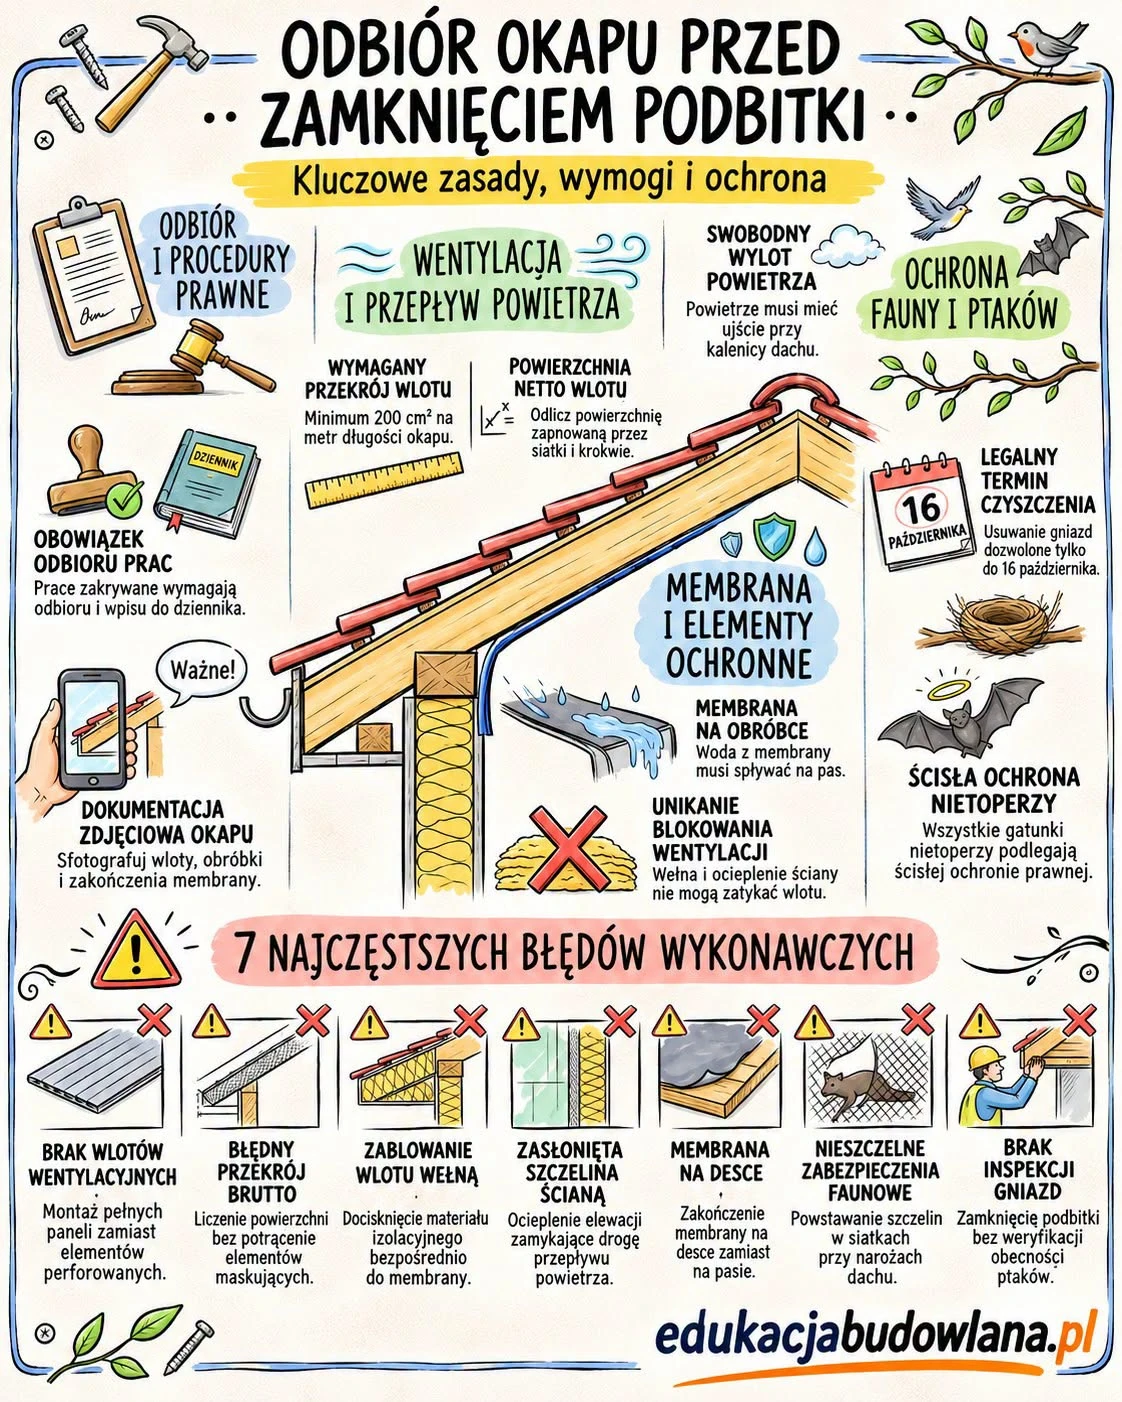 ODBIÓR OKAPU PRZED
ZAMKNIĘCIEM PODBITKI
Kluczowe zasady, wymogi i ochrona
ODBIÓR
I PROCEDURY
PRAWNE
DZIENNIK
OBOWIĄZEK
ODBIORU PRAC
Prace zakrywane wymagają
odbioru i wpisu do dziennika.
Ważne!
DOKUMENTACJA
ZDJĘCIOWA OKAPU
Sfotografuj wloty, obróbki
i zakończenia membrany.
WENTYLACJA
I PRZEPŁYW POWIETRZA
WYMAGANY
PRZEKRÓJ WLOTU
Minimum 200 cm² na
metr długości okapu.
POWIERZCHNIA
NETTO WLOTU
Odlicz powierzchnię
zapnowaną przez
siatki i krokwie.
SWOBODNY
WYLOT
POWIETRZA
Powietrze musi mieć
ujście przy
kalenicy dachu.
MEMBRANA
I ELEMENTY
OCHRONNE
MEMBRANA
NA OBRÓBCE
Woda z membrany
musi spływać na pas.
UNIKANIE
BLOKOWANIA
WENTYLACJI
Wełna i ocieplenie ściany
nie mogą zatykać wlotu.
OCHRONA
FAUNY I PTAKÓW
16
PAŹDZIERNIKA
LEGALNY
TERMIN
CZYSZCZENIA
Usuwanie gniazd
dozwolone tylko
do 16 października.
ŚCISŁA OCHRONA
NIETOPERZY
Wszystkie gatunki
nietoperzy podlegają
ścisłej ochronie prawnej.
7 NAJCZĘSTSZYCH BŁĘDÓW WYKONAWCZYCH
BRAK WLOTÓW
WENTYLACYJNYCH
Montaż pełnych
paneli zamiast
elementów
perforowanych.
BŁĘDNY
PRZEKRÓJ
BRUTTO
Liczenie powierzchni
bez potrącenie
elementów
maskujących.
ZABLOWANIE
WLOTU WEŁNĄ
Docisknięcie materiału
izolacyjnego
bezpośrednio
do membrany.
ZASŁONIĘTA
SZCZELINA
ŚCIANĄ
Ocieplenie elewacji
zamykające drogę
przepływu
powietrza.
MEMBRANA
NA DESCE
Zakończenie
membrany na
desce zamiast
na pasie.
NIESZCZELNE
ZABEZPIECZENIA
FAUNOWE
Powstawanie szczelin
w siatkach
przy narożach
dachu.
BRAK
INSPEKCJI
GNIAZD
Zamknięcię podbitki
bez weryfikacji
obecności
ptaków.
edukacjabudowlana.pl